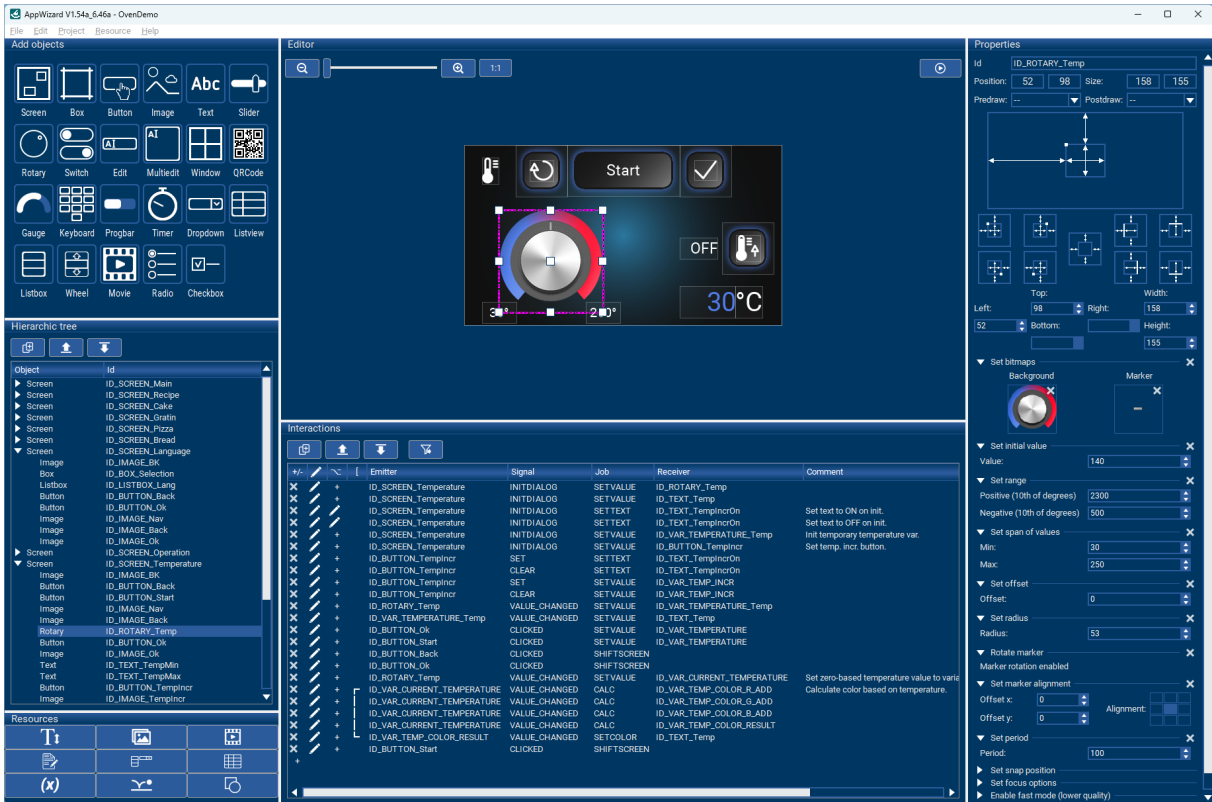 AppWizard V1.54a_6.46a - OvenDemo
File Edit Project Resource Help
Add objects
Abc
Screen Box Button Image Text Slider
Rotary Switch Edit Multiedit Window QRCode
Gauge Keyboard Progbar Timer Dropdown Listview
Listbox Wheel Movie Radio Checkbox
Hierarchic tree
Object Id
Screen ID_SCREEN_Main
Screen ID_SCREEN_Recipe
Screen ID_SCREEN_Cake
Screen ID_SCREEN_Gratin
Screen ID_SCREEN_Pizza
Screen ID_SCREEN_Bread
Screen ID_SCREEN_Language
Image ID_IMAGE_BK
Box ID_BOX_Selection
Listbox ID_LISTBOX_Lang
Button ID_BUTTON_Back
Button ID_BUTTON_Ok
Image ID_IMAGE_Nav
Image ID_IMAGE_Back
Image ID_IMAGE_Ok
Screen ID_SCREEN_Operation
Screen ID_SCREEN_Temperature
Image ID_IMAGE_BK
Button ID_BUTTON_Back
Button ID_BUTTON_Start
Image ID_IMAGE_Nav
Image ID_IMAGE_Back
Rotary ID_ROTARY_Temp
Button ID_BUTTON_Ok
Image ID_IMAGE_Ok
Text ID_TEXT_TempMin
Text ID_TEXT_TempMax
Button ID_BUTTON_TempIncr
Image ID_IMAGE_TempIncr
Resources
(x)
Editor
1:1
Start
OFF
30°C
Interactions
+/- Emitter Signal Job Receiver Comment
ID_SCREEN_Temperature INITDIALOG SETVALUE ID_ROTARY_Temp
ID_SCREEN_Temperature INITDIALOG SETVALUE ID_TEXT_Temp
ID_SCREEN_Temperature INITDIALOG SETTEXT ID_TEXT_TempIncrOn Set text to ON on init.
ID_SCREEN_Temperature INITDIALOG SETTEXT ID_TEXT_TempIncrOn Set text to OFF on init.
ID_SCREEN_Temperature INITDIALOG SETVALUE ID_VAR_TEMPERATURE_Temp Init temporary temperature var.
ID_SCREEN_Temperature INITDIALOG SETVALUE ID_BUTTON_TempIncr Set temp. incr. button.
ID_BUTTON_TempIncr SET SETTEXT ID_TEXT_TempIncrOn
ID_BUTTON_TempIncr CLEAR SETTEXT ID_TEXT_TempIncrOn
ID_BUTTON_TempIncr SET SETVALUE ID_VAR_TEMP_INCR
ID_BUTTON_TempIncr CLEAR SETVALUE ID_VAR_TEMP_INCR
ID_ROTARY_Temp VALUE_CHANGED SETVALUE ID_VAR_TEMPERATURE_Temp
ID_VAR_TEMPERATURE_Temp VALUE_CHANGED SETVALUE ID_TEXT_Temp
ID_BUTTON_Ok CLICKED SETVALUE ID_VAR_TEMPERATURE
ID_BUTTON_Start CLICKED SETVALUE ID_VAR_TEMPERATURE
ID_BUTTON_Back CLICKED SHIFTSCREEN
ID_BUTTON_Ok CLICKED SHIFTSCREEN
ID_ROTARY_Temp VALUE_CHANGED SETVALUE ID_VAR_CURRENT_TEMPERATURE Set zero-based temperature value to varia
ID_VAR_CURRENT_TEMPERATURE VALUE_CHANGED CALC ID_VAR_TEMP_COLOR_R_ADD Calculate color based on temperature.
ID_VAR_CURRENT_TEMPERATURE VALUE_CHANGED CALC ID_VAR_TEMP_COLOR_G_ADD
ID_VAR_CURRENT_TEMPERATURE VALUE_CHANGED CALC ID_VAR_TEMP_COLOR_B_ADD
ID_VAR_CURRENT_TEMPERATURE VALUE_CHANGED CALC ID_VAR_TEMP_COLOR_RESULT
ID_VAR_TEMP_COLOR_RESULT VALUE_CHANGED SETCOLOR ID_TEXT_Temp
ID_BUTTON_Start CLICKED SHIFTSCREEN
Properties
Id ID_ROTARY_Temp
Position: 52 98 Size: 158 155
Predraw: -- Postdraw: --
Top: Width:
Left: 98 Right: 158
52 Bottom: Height:
155
Set bitmaps
Background Marker
Set initial value
Value: 140
Set range
Positive (10th of degrees) 2300
Negative (10th of degrees) 500
Set span of values
Min: 30
Max: 250
Set offset
Offset: 0
Set radius
Radius: 53
Rotate marker
Marker rotation enabled
Set marker alignment
Offset x: 0 Alignment:
Offset y: 0
Set period
Period: 100
Set snap position
Set focus options
Enable fast mode (lower quality)